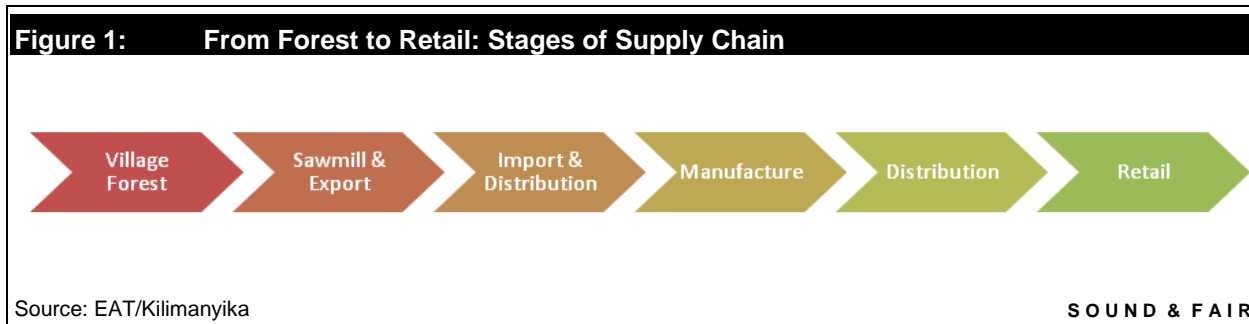 Figure 1: From Forest to Retail: Stages of Supply Chain
Village
Forest
Sawmill &
Export
Import &
Distribution
Manufacture
Distribution
Retail
Source: EAT/Kilimanyika
SOUND & FAIR